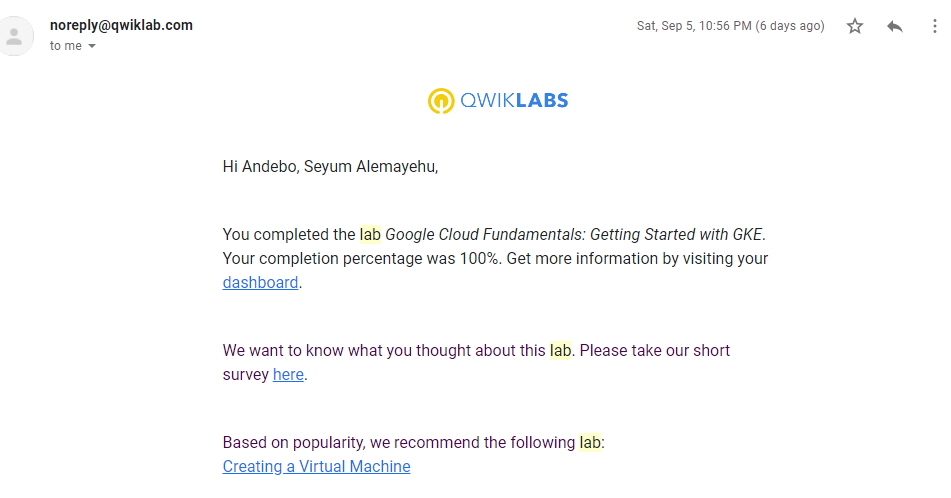 noreply@qwiklab.com
Sat, Sep 5, 10:56 PM (6 days ago)
to me
QWIKLABS
Hi Andebo, Seyum Alemayehu,
You completed the lab Google Cloud Fundamentals: Getting Started with GKE.
Your completion percentage was 100%. Get more information by visiting your
dashboard.
We want to know what you thought about this lab. Please take our short
survey here.
Based on popularity, we recommend the following lab:
Creating a Virtual Machine